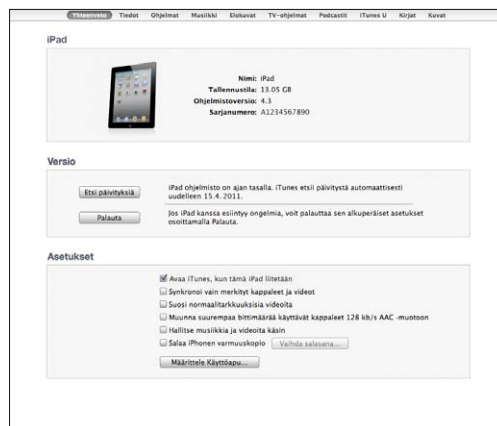 Yhteenveto Tiedot Ohjelmat Musiikki Elokuvat TV-ohjelmat Podcastit iTunes U Kirjat Kuvat
iPad
Nimi: iPad
Tallennustila: 13.05 GB
Ohjelmistoversio: 4.3
Sarjanumero: A1234567890
Versio
Etsi päivityksiä
iPad ohjelmisto on ajan tasalla. iTunes etsii päivitystä automaattisesti
uudelleen 15.4.2011.
Palauta
Jos iPad kanssa esiintyy ongelmia, voit palauttaa sen alkuperäiset asetukset
osoittamalla Palauta.
Asetukset
Avaa iTunes, kun tämä iPad liitetään
Synkronoi vain merkityt kappaleet ja videot
Suosi normaalitarkkuuksisia videoita
Muunna suurempaa bittimäärää käyttävät kappaleet 128 kb/s AAC -muotoon
Hallitse musiikkia ja videoita käsin
Salaa iPhonen varmuuskopio Vaihda salasana...
Määrittele Käyttöapu...